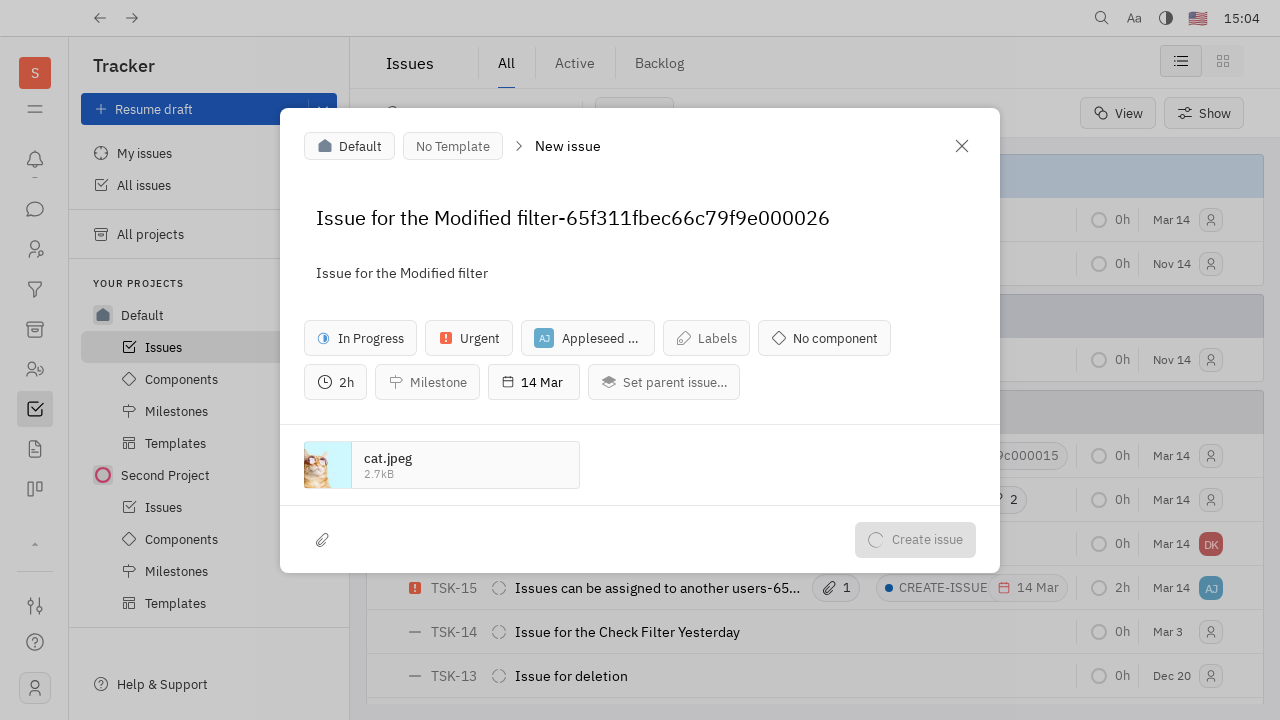 Aa 15:04
S
Tracker
Resume draft
My issues
All issues
All projects
YOUR PROJECTS
Default
Issues
Components
Milestones
Templates
Second Project
Issues
Components
Milestones
Templates
Help & Support
Issues All Active Backlog
View Show
0h Mar 14
0h Nov 14
0h Nov 14
9c000015 0h Mar 14
2 0h Mar 14
0h Mar 14 DK
TSK-15 Issues can be assigned to another users-65... 1 CREATE-ISSUE 14 Mar 2h Mar 14 AJ
TSK-14 Issue for the Check Filter Yesterday 0h Mar 3
TSK-13 Issue for deletion 0h Dec 20
Default No Template New issue
Issue for the Modified filter-65f311fbec66c79f9e000026
Issue for the Modified filter
In Progress Urgent AJ Appleseed ... Labels No component
2h Milestone 14 Mar Set parent issue...
cat.jpeg
2.7kB
Create issue